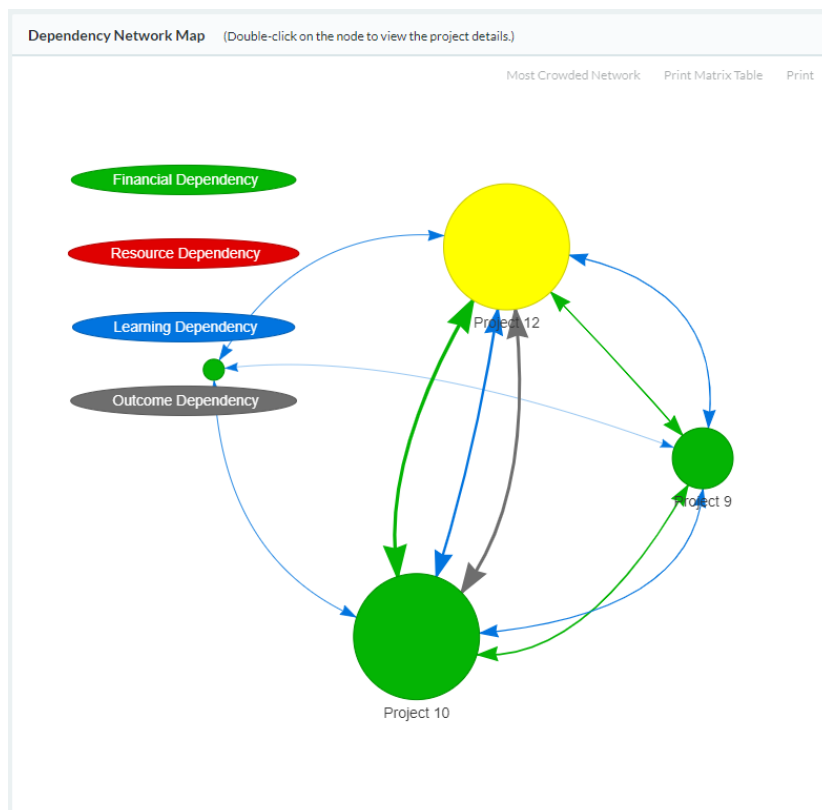 Dependency Network Map (Double-click on the node to view the project details.)
Most Crowded Network Print Matrix Table Print
Financial Dependency
Resource Dependency
Learning Dependency
Outcome Dependency
Project 12
Project 9
Project 10